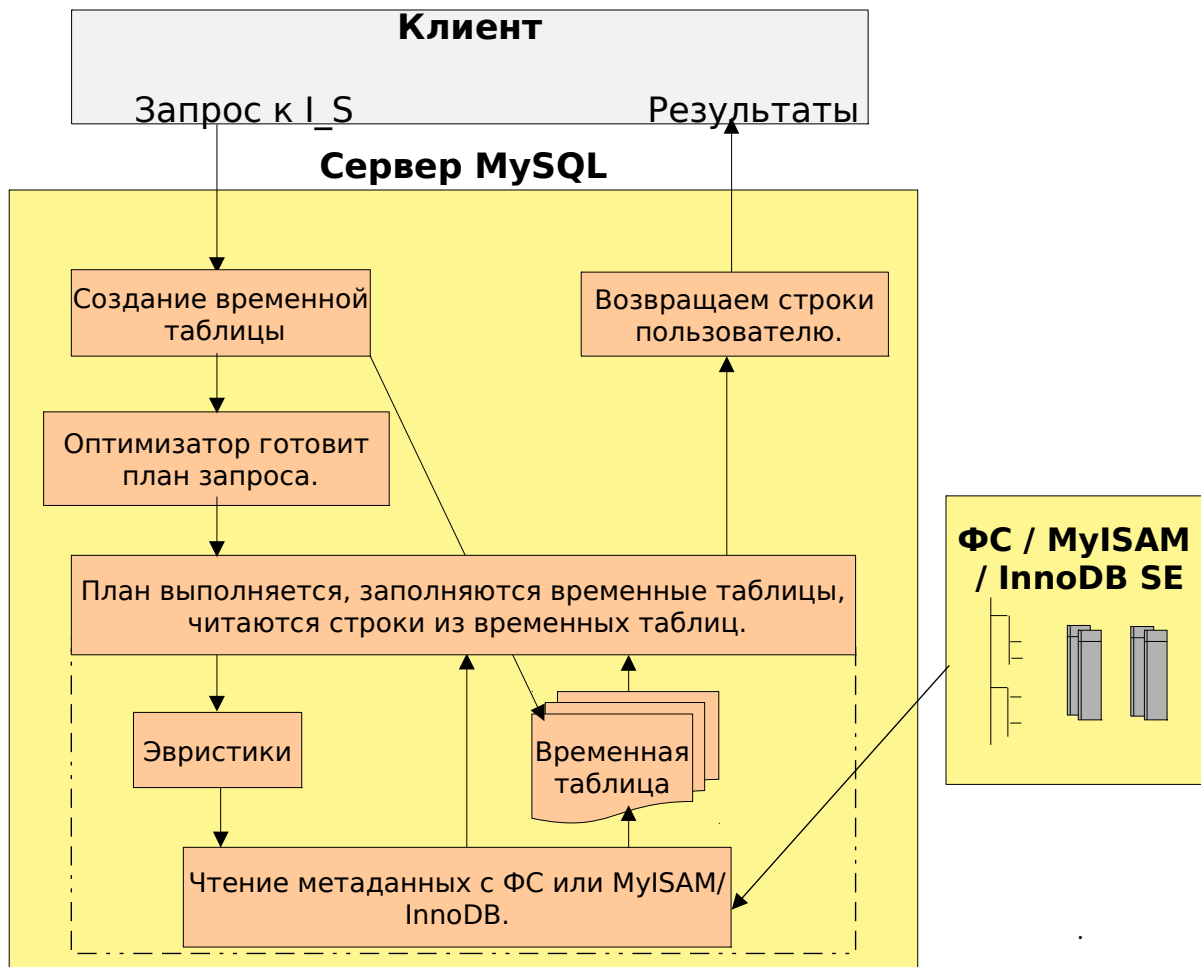 Клиент
Запрос к I_S
Результаты
Сервер MySQL
Создание временной
таблицы
Возвращаем строки
пользователю.
Оптимизатор готовит
план запроса.
ФС / MyISAM
/ InnoDB SE
План выполняется, заполняются временные таблицы,
читаются строки из временных таблиц.
Эвристики
Временная
таблица
Чтение метаданных с ФС или MyISAM/
InnoDB.
.